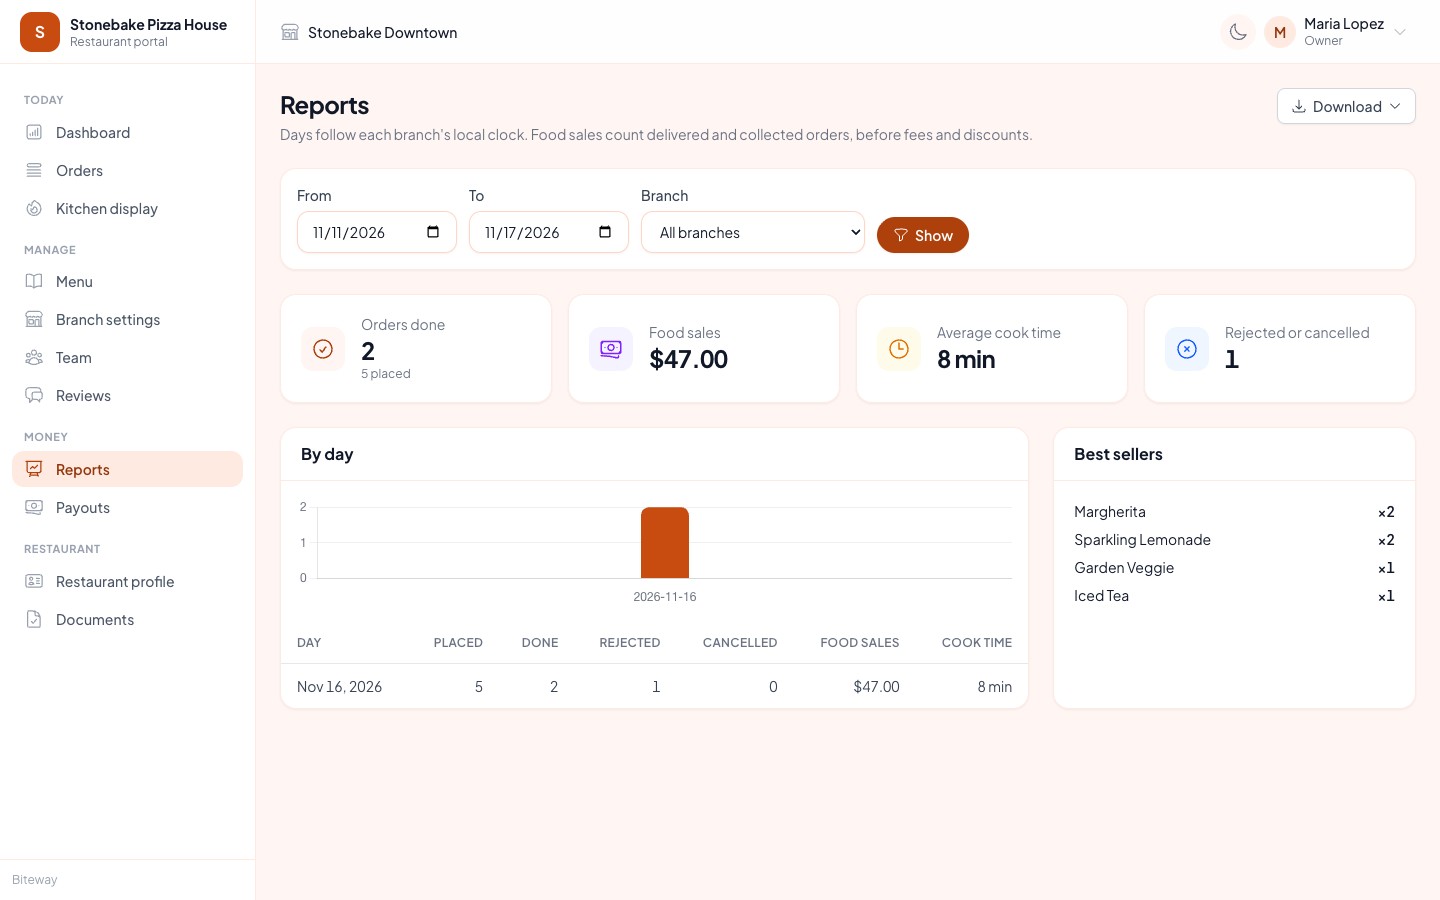 S
Stonebake Pizza House
Restaurant portal
TODAY
Dashboard
Orders
Kitchen display
MANAGE
Menu
Branch settings
Team
Reviews
MONEY
Reports
Payouts
RESTAURANT
Restaurant profile
Documents
Biteway
Stonebake Downtown
M
Maria Lopez
Owner
Reports
Download
Days follow each branch's local clock. Food sales count delivered and collected orders, before fees and discounts.
From To Branch
11/11/2026 11/17/2026 All branches Show
Orders done
2
5 placed
Food sales
$47.00
Average cook time
8 min
Rejected or cancelled
1
By day
2
1
0
2026-11-16
DAY PLACED DONE REJECTED CANCELLED FOOD SALES COOK TIME
Nov 16, 2026 5 2 1 0 $47.00 8 min
Best sellers
Margherita ×2
Sparkling Lemonade ×2
Garden Veggie ×1
Iced Tea ×1